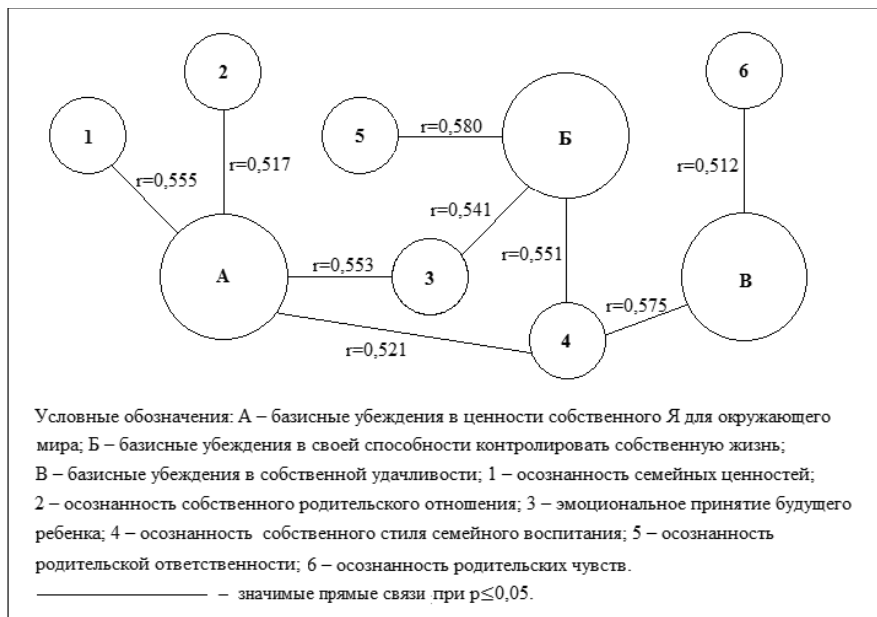 2
6
1
5
Б
r=0,580
r=0,555
r=0,517
r=0,512
r=0,541
А
r=0,553
3
r=0,551
В
r=0,575
4
r=0,521
Условные обозначения: А – базисные убеждения в ценности собственного Я для окружающего
мира; Б – базисные убеждения в своей способности контролировать собственную жизнь;
В – базисные убеждения в собственной удачливости; 1 – осознанность семейных ценностей;
2 – осознанность собственного родительского отношения; 3 – эмоциональное принятие будущего
ребенка; 4 – осознанность собственного стиля семейного воспитания; 5 – осознанность
родительской ответственности; 6 – осознанность родительских чувств.
– значимые прямые связи при p≤0,05.